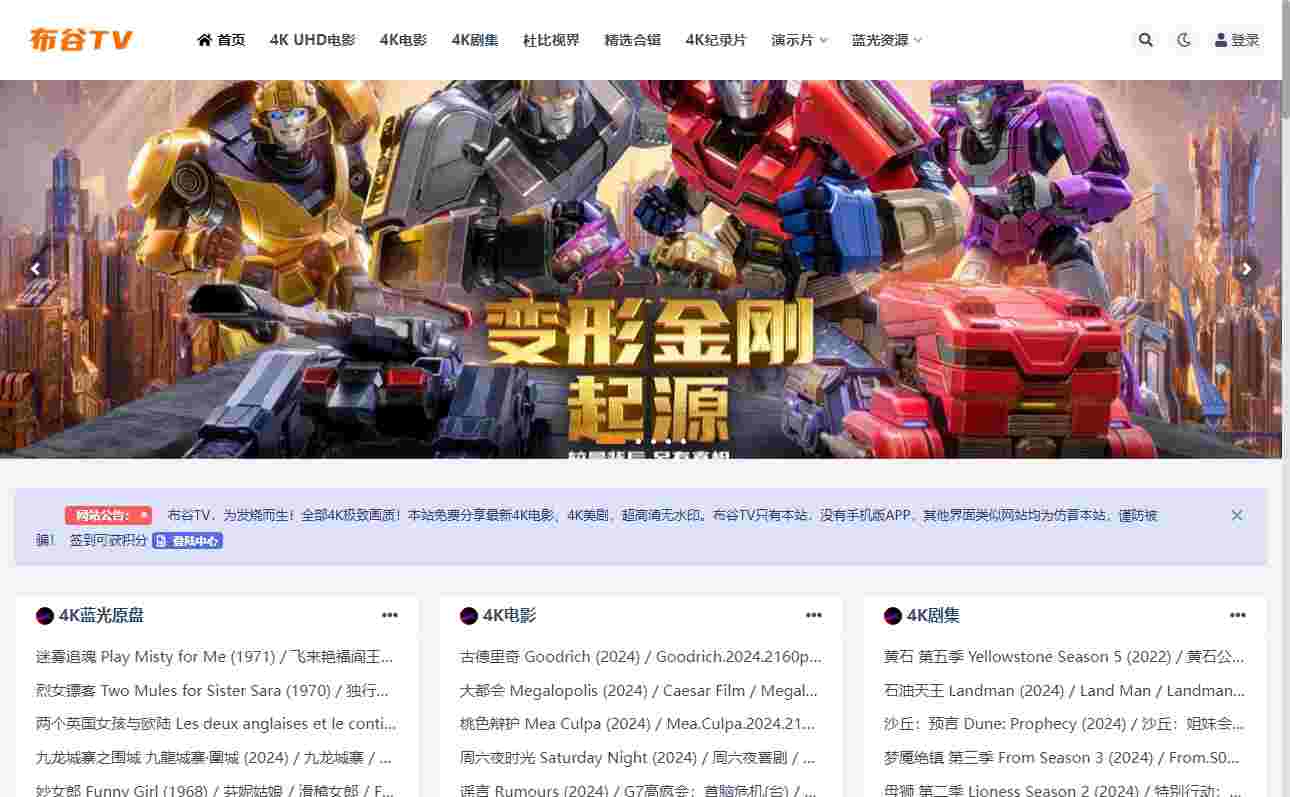 布谷TV
首页 4K UHD电影 4K电影 4K剧集 杜比视界 精选合辑 4K纪录片 演示片 蓝光资源 登录
变形金刚
起源
网站公告： 布谷TV，为发烧而生！全部4K极致画质！本站免费分享最新4K电影，4K美剧，超高清无水印。布谷TV只有本站，没有手机版APP，其他界面类似网站均为仿冒本站，谨防被
骗！ 签到可获积分 登陆中心
4K蓝光原盘
迷雾追魂 Play Misty for Me (1971) / 飞来艳福阎王...
烈女镖客 Two Mules for Sister Sara (1970) / 独行...
两个英国女孩与欧陆 Les deux anglaises et le conti...
九龙城寨之围城 九龍城寨·圍城 (2024) / 九龙城寨 / ...
妙女郎 Funny Girl (1968) / 芬妮姑娘 / 滑稽女郎 / F...
4K电影
古德里奇 Goodrich (2024) / Goodrich.2024.2160p...
大都会 Megalopolis (2024) / Caesar Film / Megal...
桃色辩护 Mea Culpa (2024) / Mea.Culpa.2024.21...
周六夜时光 Saturday Night (2024) / 周六夜喜剧 / ...
谣言 Rumours (2024) / G7高疯会：首脑危机(台) / ...
4K剧集
黄石 第五季 Yellowstone Season 5 (2022) / 黄石公...
石油天王 Landman (2024) / Land Man / Landman...
沙丘：预言 Dune: Prophecy (2024) / 沙丘：姐妹会...
梦魇绝镇 第三季 From Season 3 (2024) / From.S0...
母狮 第二季 Lioness Season 2 (2024) / 特别行动：...